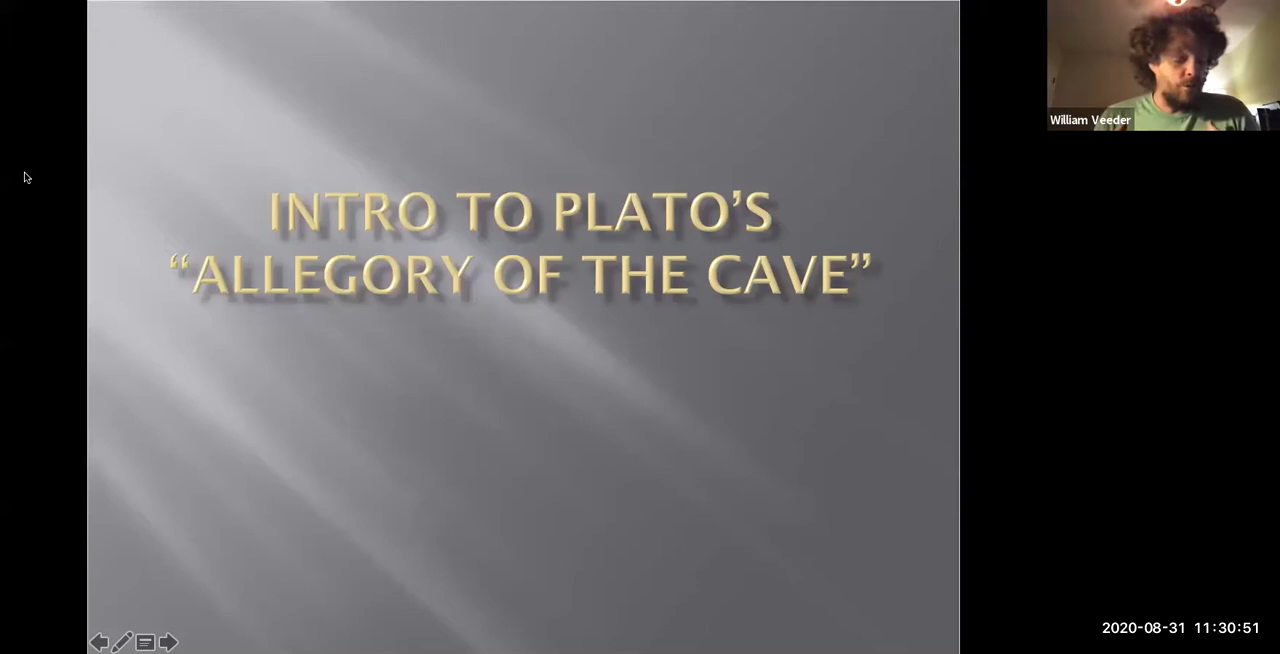 INTRO TO PLATO’S
“ALLEGORY OF THE CAVE”
William Veeder
2020-08-31 11:30:51